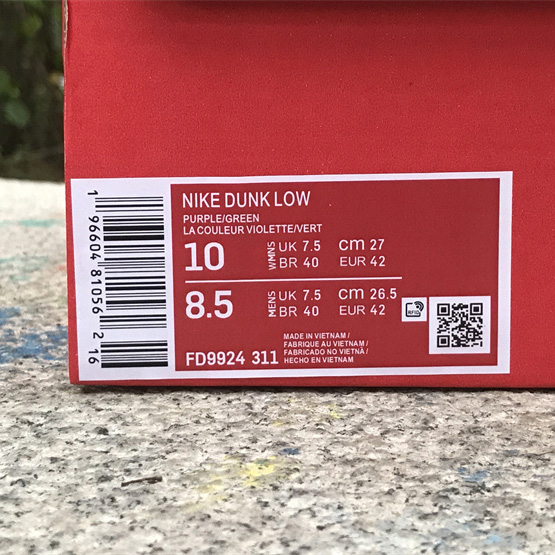 1 96604 81056 2 16
NIKE DUNK LOW
PURPLE/GREEN
LA COULEUR VIOLETTE/VERT
10 WMNS UK 7.5 cm 27
BR 40 EUR 42
8.5 MENS UK 7.5 cm 26.5
BR 40 EUR 42
RFID
MADE IN VIETNAM /
FABRIQUE AU VIETNAM /
FABRICADO NO VIETNÃ /
HECHO EN VIETNAM
FD9924 311